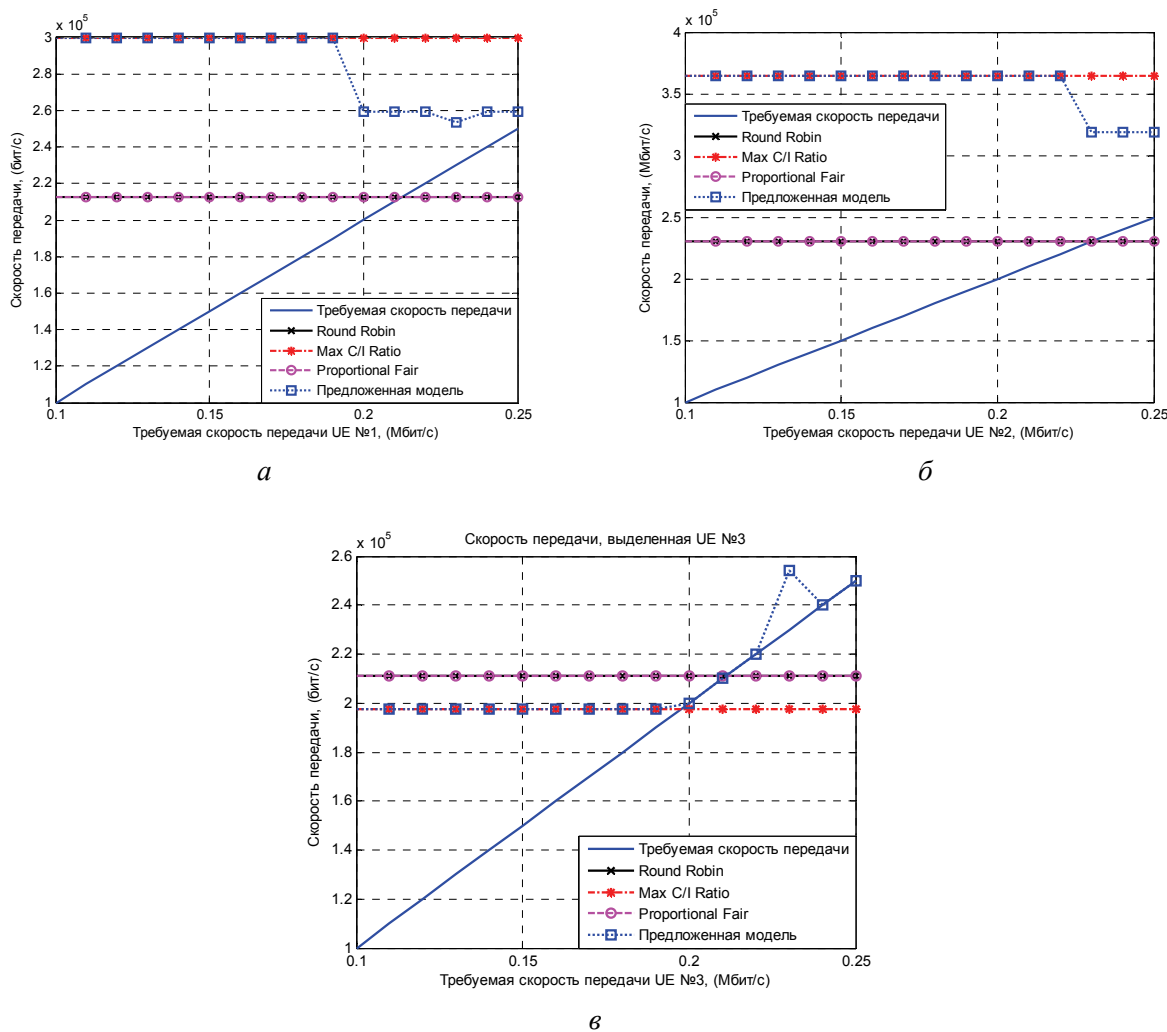 x 10⁵
3
2.8
2.6
2.4
2.2
2
1.8
1.6
1.4
1.2
1
0.1 0.15 0.2 0.25
Скорость передачи, (бит/с)
Требуемая скорость передачи
Round Robin
Max C/I Ratio
Proportional Fair
Предложенная модель
Требуемая скорость передачи UE №1, (Мбит/с)
а
x 10⁵
4
3.5
3
2.5
2
1.5
1
0.1 0.15 0.2 0.25
Скорость передачи, (Мбит/с)
Требуемая скорость передачи
Round Robin
Max C/I Ratio
Proportional Fair
Предложенная модель
Требуемая скорость передачи UE №2, (Мбит/с)
б
Скорость передачи, выделенная UE №3
x 10⁵
2.6
2.4
2.2
2
1.8
1.6
1.4
1.2
1
0.1 0.15 0.2 0.25
Скорость передачи, (бит/с)
Требуемая скорость передачи
Round Robin
Max C/I Ratio
Proportional Fair
Предложенная модель
Требуемая скорость передачи UE №3, (Мбит/с)
в